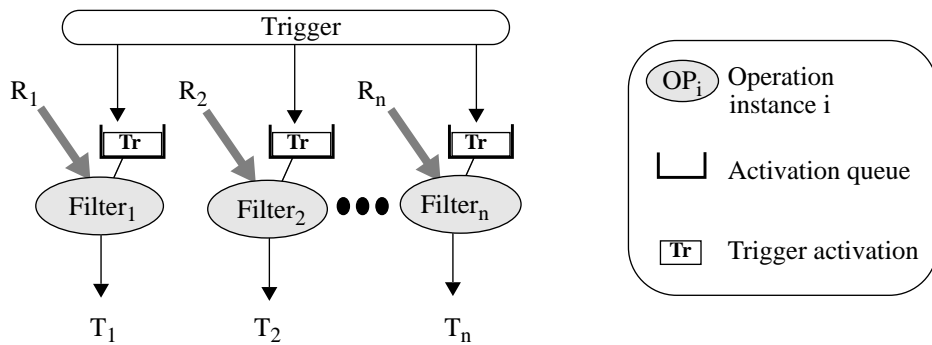 Trigger
R1 R2 Rn
Tr Tr Tr
Filter1 Filter2 Filtern
T1 T2 Tn
OPi Operation
instance i
Activation queue
Tr Trigger activation